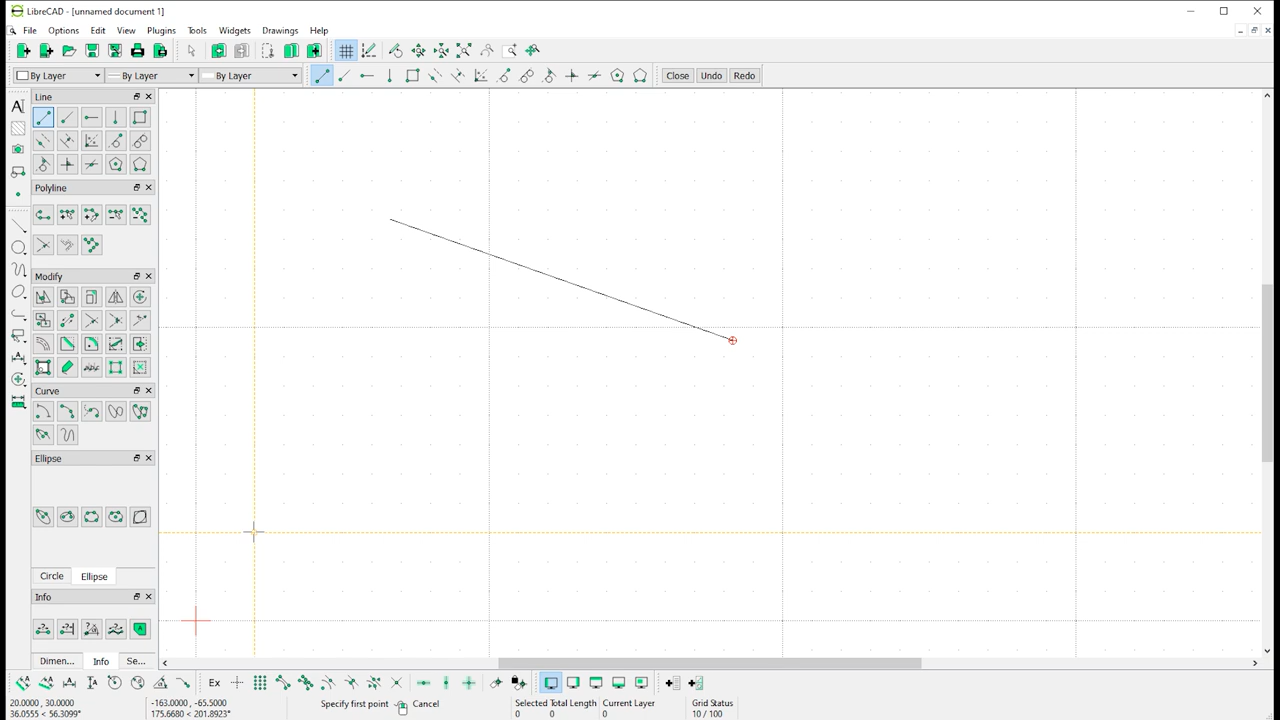 LibreCAD - [unnamed document 1]
File Options Edit View Plugins Tools Widgets Drawings Help
By Layer By Layer By Layer Close Undo Redo
Line
Polyline
Modify
Curve
Ellipse
Circle Ellipse
Info
Dimen... Info Se...
Ex
20.0000 , 30.0000 -163.0000 , -65.5000 Specify first point Cancel Selected Total Length Current Layer Grid Status
36.0555 < 56.3099° 175.6680 < 201.8923° 0 0 0 10 / 100